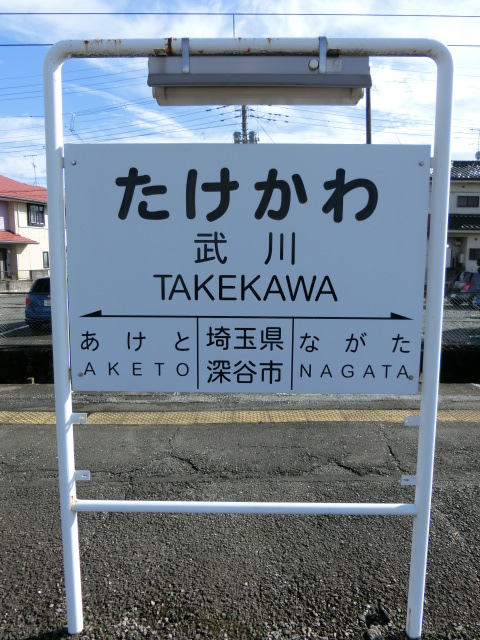 たけかわ
武川
TAKEKAWA
あけと 埼玉県 ながた
AKETO 深谷市 NAGATA